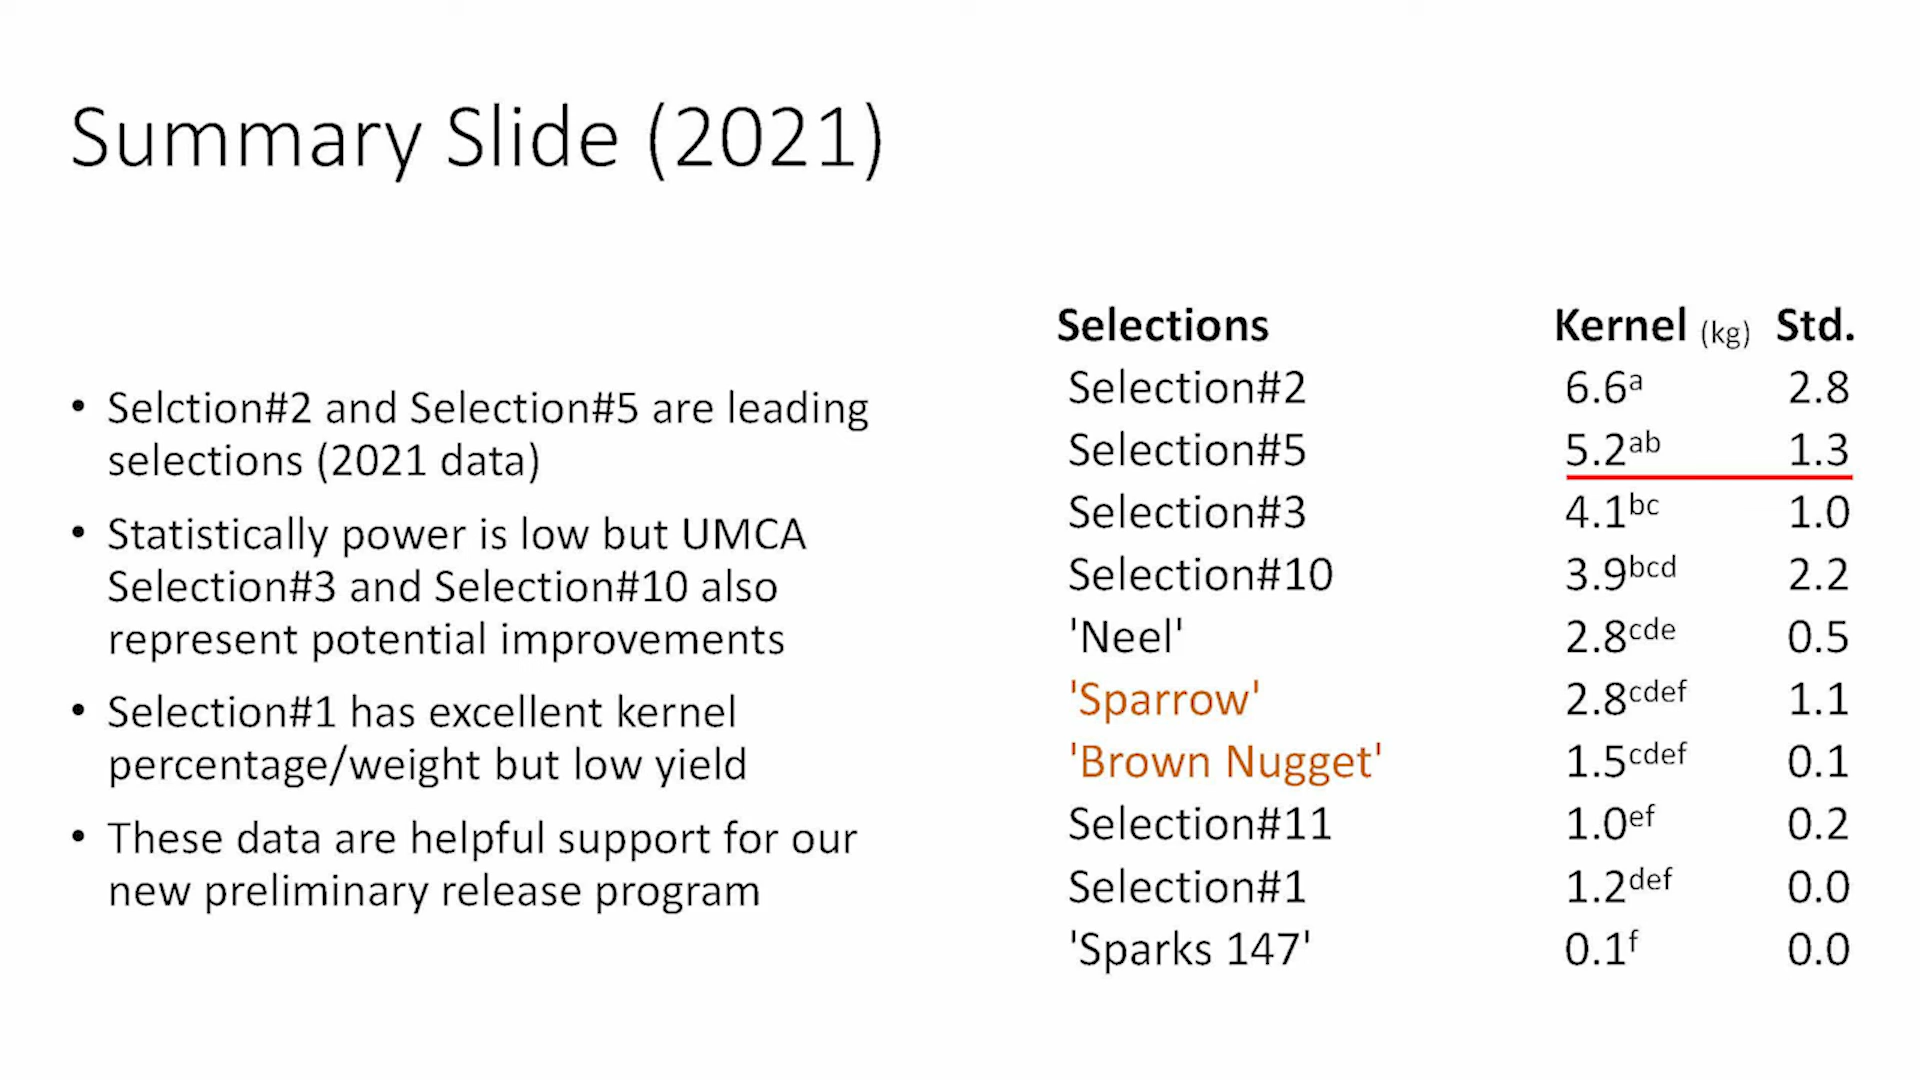 Summary Slide (2021)
• Selction#2 and Selection#5 are leading
selections (2021 data)
• Statistically power is low but UMCA
Selection#3 and Selection#10 also
represent potential improvements
• Selection#1 has excellent kernel
percentage/weight but low yield
• These data are helpful support for our
new preliminary release program
Selections Kernel (kg) Std.
Selection#2 6.6ᵃ 2.8
Selection#5 5.2ᵃᵇ 1.3
Selection#3 4.1ᵇᶜ 1.0
Selection#10 3.9ᵇᶜᵈ 2.2
'Neel' 2.8ᶜᵈᵉ 0.5
'Sparrow' 2.8ᶜᵈᵉᶠ 1.1
'Brown Nugget' 1.5ᶜᵈᵉᶠ 0.1
Selection#11 1.0ᵉᶠ 0.2
Selection#1 1.2ᵈᵉᶠ 0.0
'Sparks 147' 0.1ᶠ 0.0